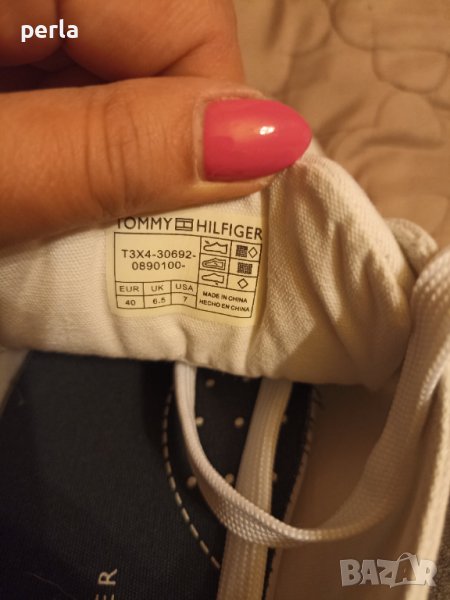 perla
TOMMY HILFIGER
T3X4-30692-
0890100-
EUR UK USA
40 6.5 7
MADE IN CHINA
HECHO EN CHINA
ER
BAZAR